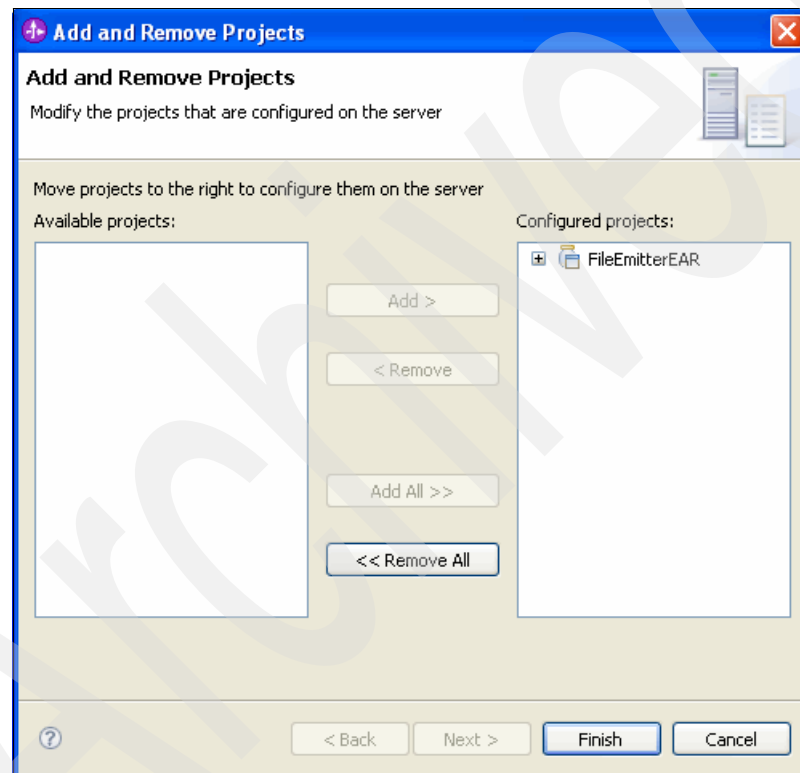 Add and Remove Projects
Add and Remove Projects
Modify the projects that are configured on the server
Move projects to the right to configure them on the server
Available projects:
Configured projects:
FileEmitterEAR
Add >
< Remove
Add All >>
<< Remove All
< Back
Next >
Finish
Cancel
Archived